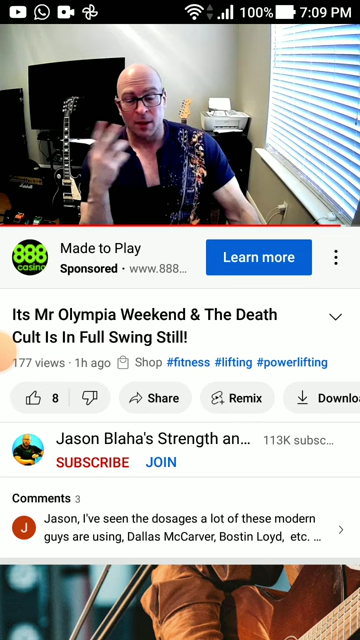 100% 7:09 PM
888
casino
Made to Play
Sponsored · www.888...
Learn more
Its Mr Olympia Weekend & The Death
Cult Is In Full Swing Still!
177 views · 1h ago Shop #fitness #lifting #powerlifting
8 Share Remix Downlo
Jason Blaha's Strength an... 113K subsc...
SUBSCRIBE JOIN
Comments 3
J
Jason, I've seen the dosages a lot of these modern
guys are using, Dallas McCarver, Bostin Loyd, etc. ...